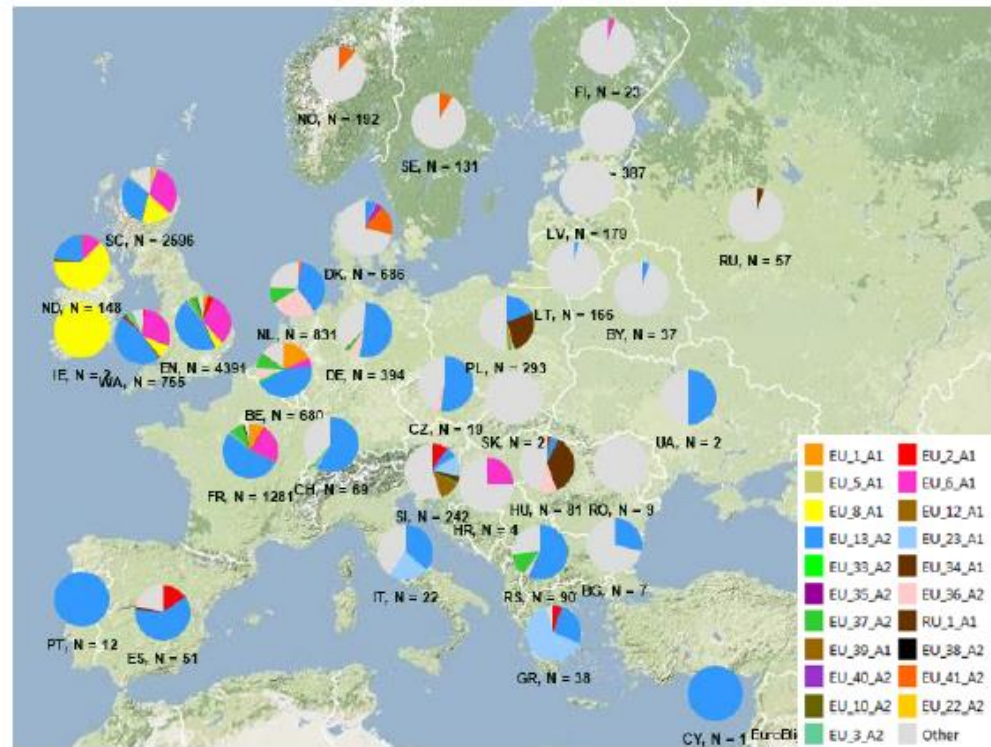 FI, N = 23
NO, N = 192
SE, N = 131
- 387
SC, N = 2596
LV, N = 179
RU, N = 57
DK, N = 686
ND, N = 148
LT, N = 166
BY, N = 37
NL, N = 831
IE, N = 2
WA, N = 755
EN, N = 4391
DE, N = 394
PL, N = 293
BE, N = 680
CZ, N = 19
SK, N = 2
UA, N = 2
FR, N = 1281
CH, N = 69
SI, N = 242
HR, N = 4
HU, N = 81
RO, N = 9
IT, N = 22
RS, N = 90
BG, N = 7
PT, N = 12
ES, N = 51
GR, N = 38
CY, N = 1
EU_1_A1 EU_2_A1
EU_5_A1 EU_6_A1
EU_8_A1 EU_12_A1
EU_13_A2 EU_23_A1
EU_33_A2 EU_34_A1
EU_35_A2 EU_36_A2
EU_37_A2 RU_1_A1
EU_39_A1 EU_38_A2
EU_40_A2 EU_41_A2
EU_10_A2 EU_22_A2
EU_3_A2 Other